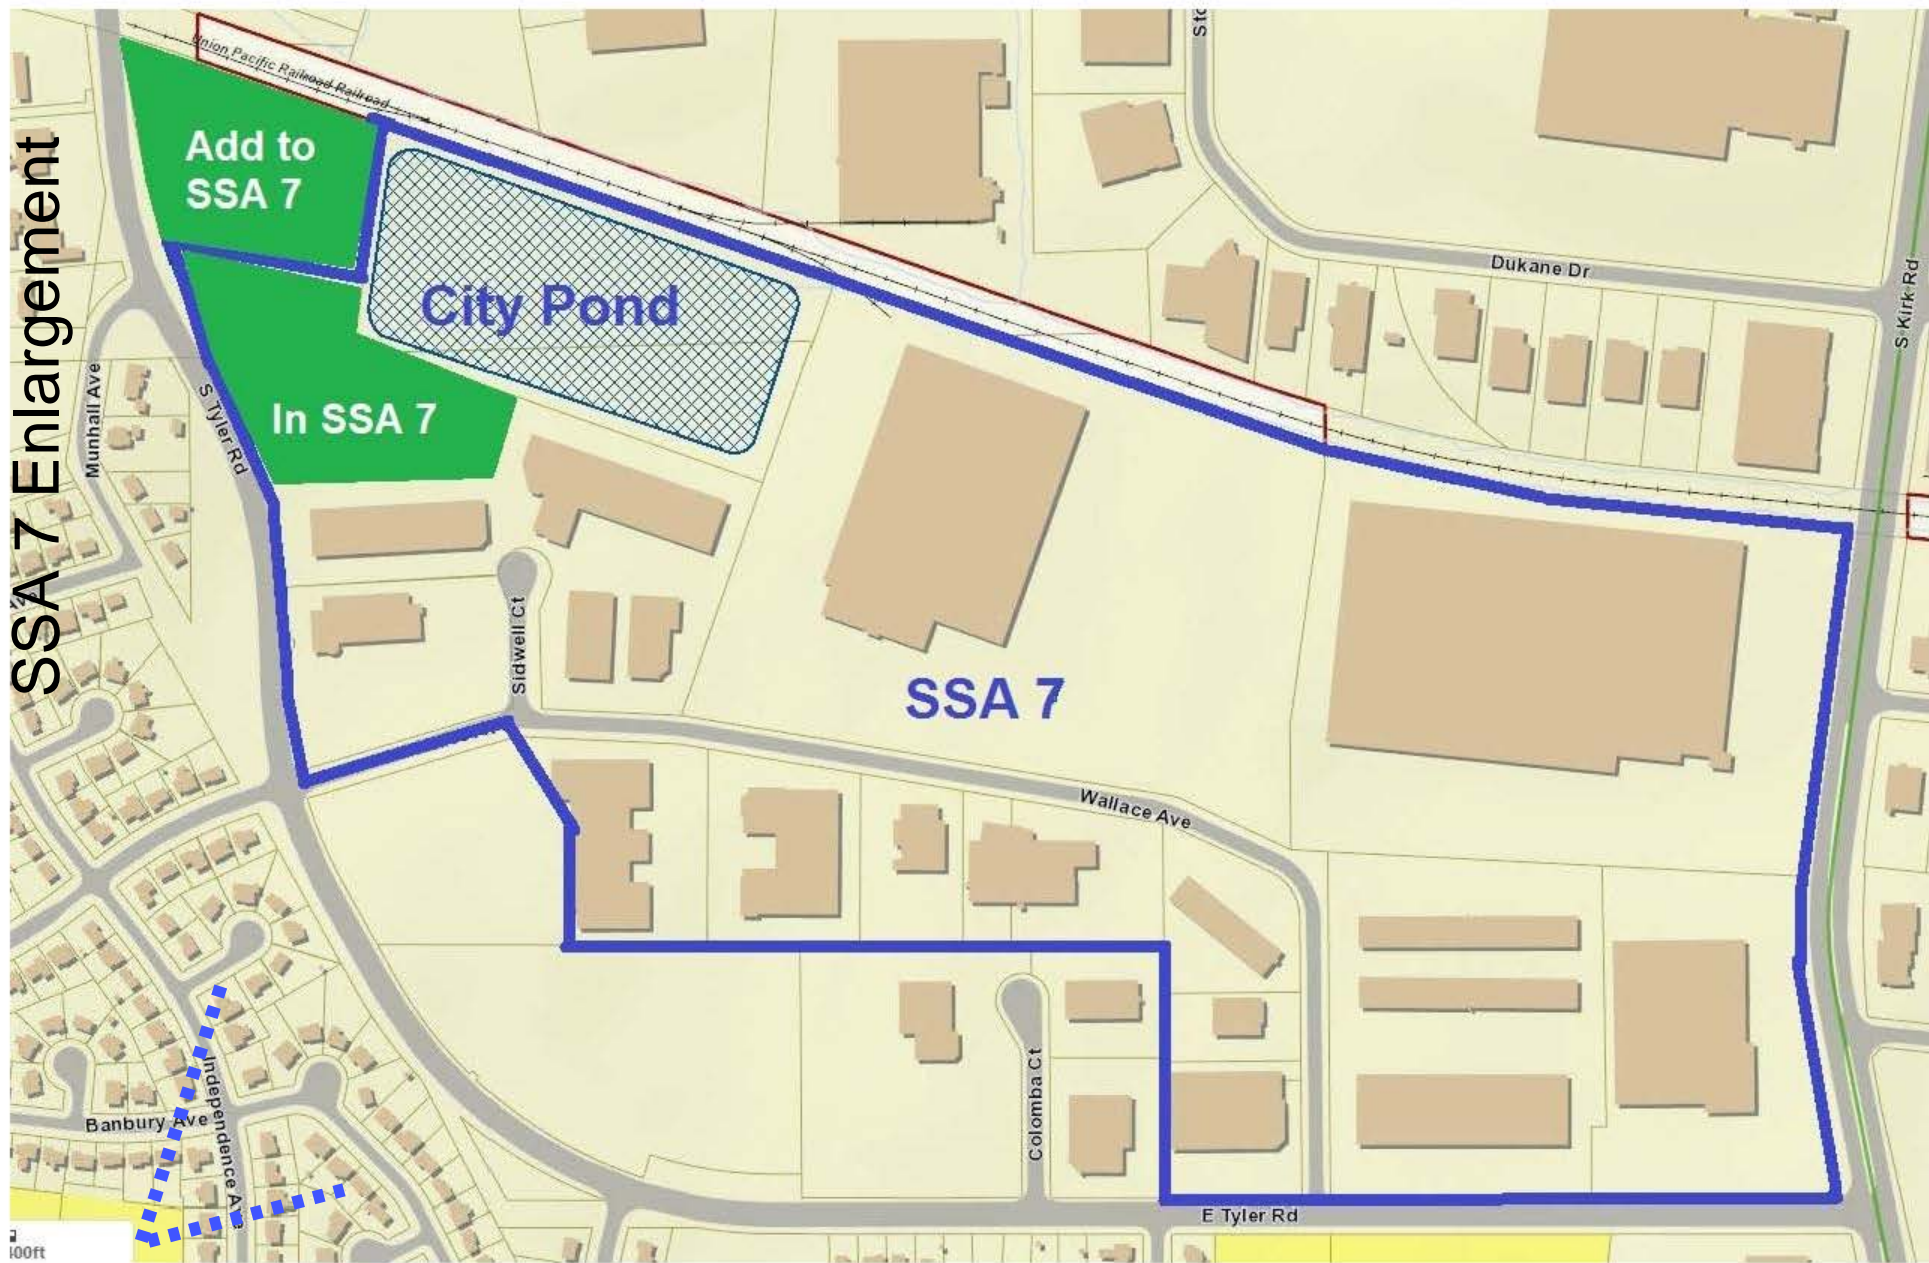 SSA 7 Enlargement
Union Pacific Railroad Railroad
Sto
Add to
SSA 7
City Pond
Dukane Dr
S Kirk Rd
Munhall Ave
S Tyler Rd
In SSA 7
Sidwell Ct
SSA 7
Wallace Ave
Colomba Ct
Independence Ave
Banbury Ave
E Tyler Rd
400ft